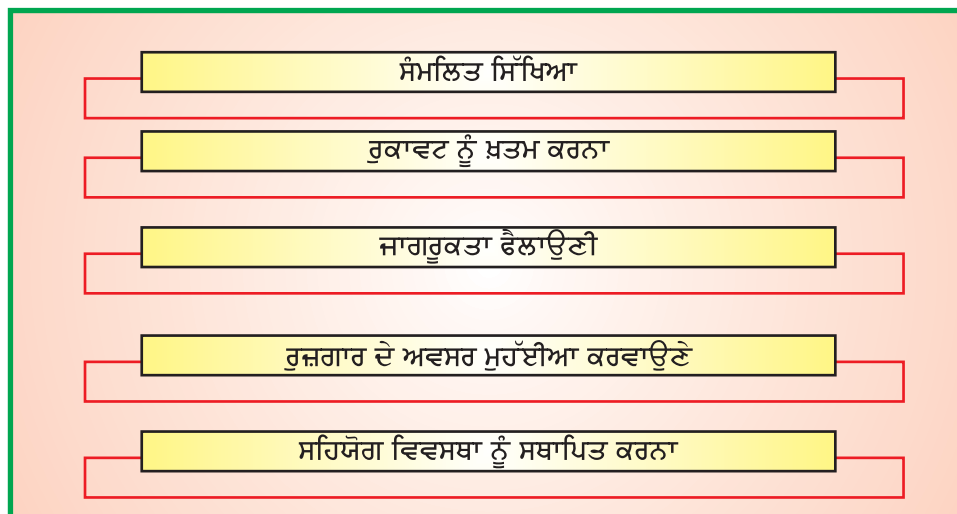 ਸੰਮਲਿਤ ਸਿੱਖਿਆ
ਰੁਕਾਵਟ ਨੂੰ ਖ਼ਤਮ ਕਰਨਾ
ਜਾਗਰੂਕਤਾ ਫੈਲਾਉਣੀ
ਰੁਜ਼ਗਾਰ ਦੇ ਅਵਸਰ ਮੁਹੱਈਆ ਕਰਵਾਉਣੇ
ਸਹਿਯੋਗ ਵਿਵਸਥਾ ਨੂੰ ਸਥਾਪਿਤ ਕਰਨਾ